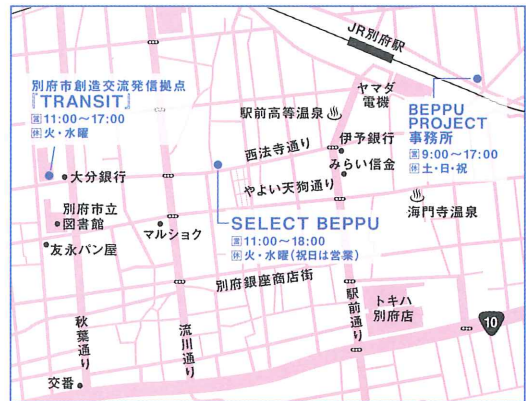 JR別府駅
別府市創造交流発信拠点
『TRANSIT』
営 11:00〜17:00
休 火・水曜
ヤマダ
電機
駅前高等温泉
BEPPU
PROJECT
事務所
営 9:00〜17:00
休 土・日・祝
西法寺通り
伊予銀行
みらい信金
大分銀行
やよい天狗通り
海門寺温泉
別府市立
図書館
マルショク
SELECT BEPPU
営 11:00〜18:00
休 火・水曜(祝日は営業)
友永パン屋
別府銀座商店街
トキハ
別府店
秋葉通り
流川通り
駅前通り
10
交番